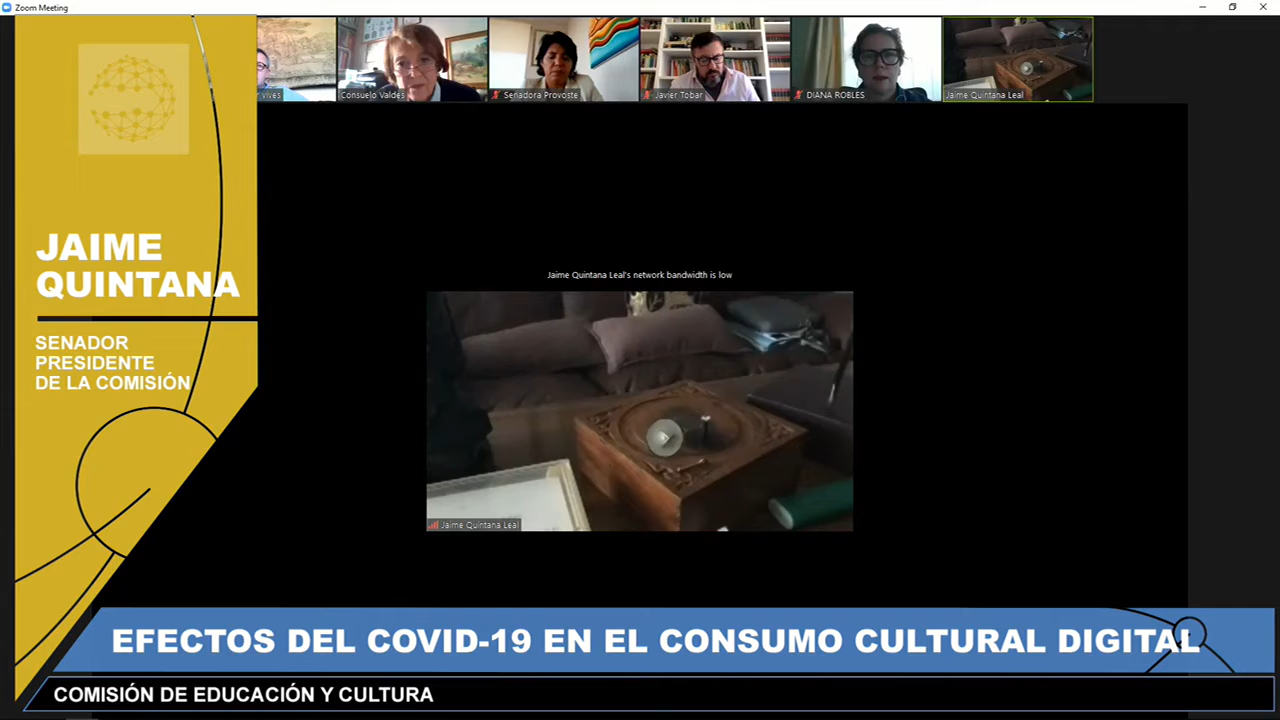 Zoom Meeting
Vives
Consuelo Valdés
Senadora Provoste
Javier Tobar
DIANA ROBLES
Jaime Quintana Leal
JAIME
QUINTANA
SENADOR
PRESIDENTE
DE LA COMISIÓN
Jaime Quintana Leal's network bandwidth is low
Jaime Quintana Leal
EFECTOS DEL COVID-19 EN EL CONSUMO CULTURAL DIGITAL
COMISIÓN DE EDUCACIÓN Y CULTURA